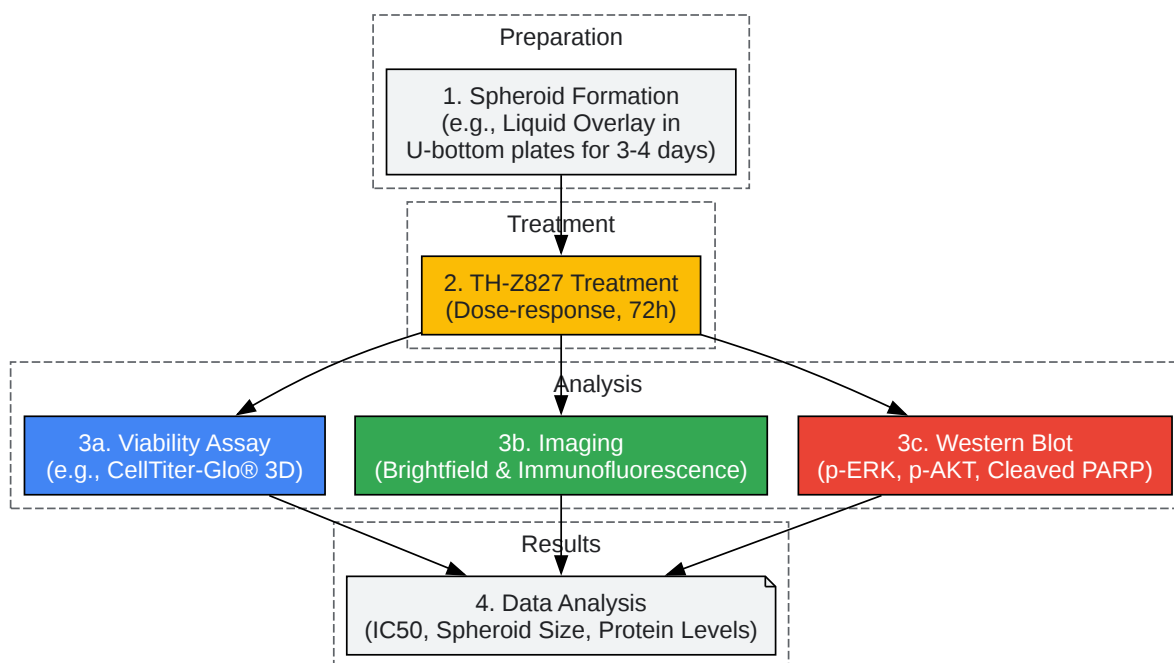 Preparation
1. Spheroid Formation
(e.g., Liquid Overlay in
U-bottom plates for 3-4 days)
Treatment
2. TH-Z827 Treatment
(Dose-response, 72h)
Analysis
3a. Viability Assay
(e.g., CellTiter-Glo® 3D)
3b. Imaging
(Brightfield & Immunofluorescence)
3c. Western Blot
(p-ERK, p-AKT, Cleaved PARP)
Results
4. Data Analysis
(IC50, Spheroid Size, Protein Levels)